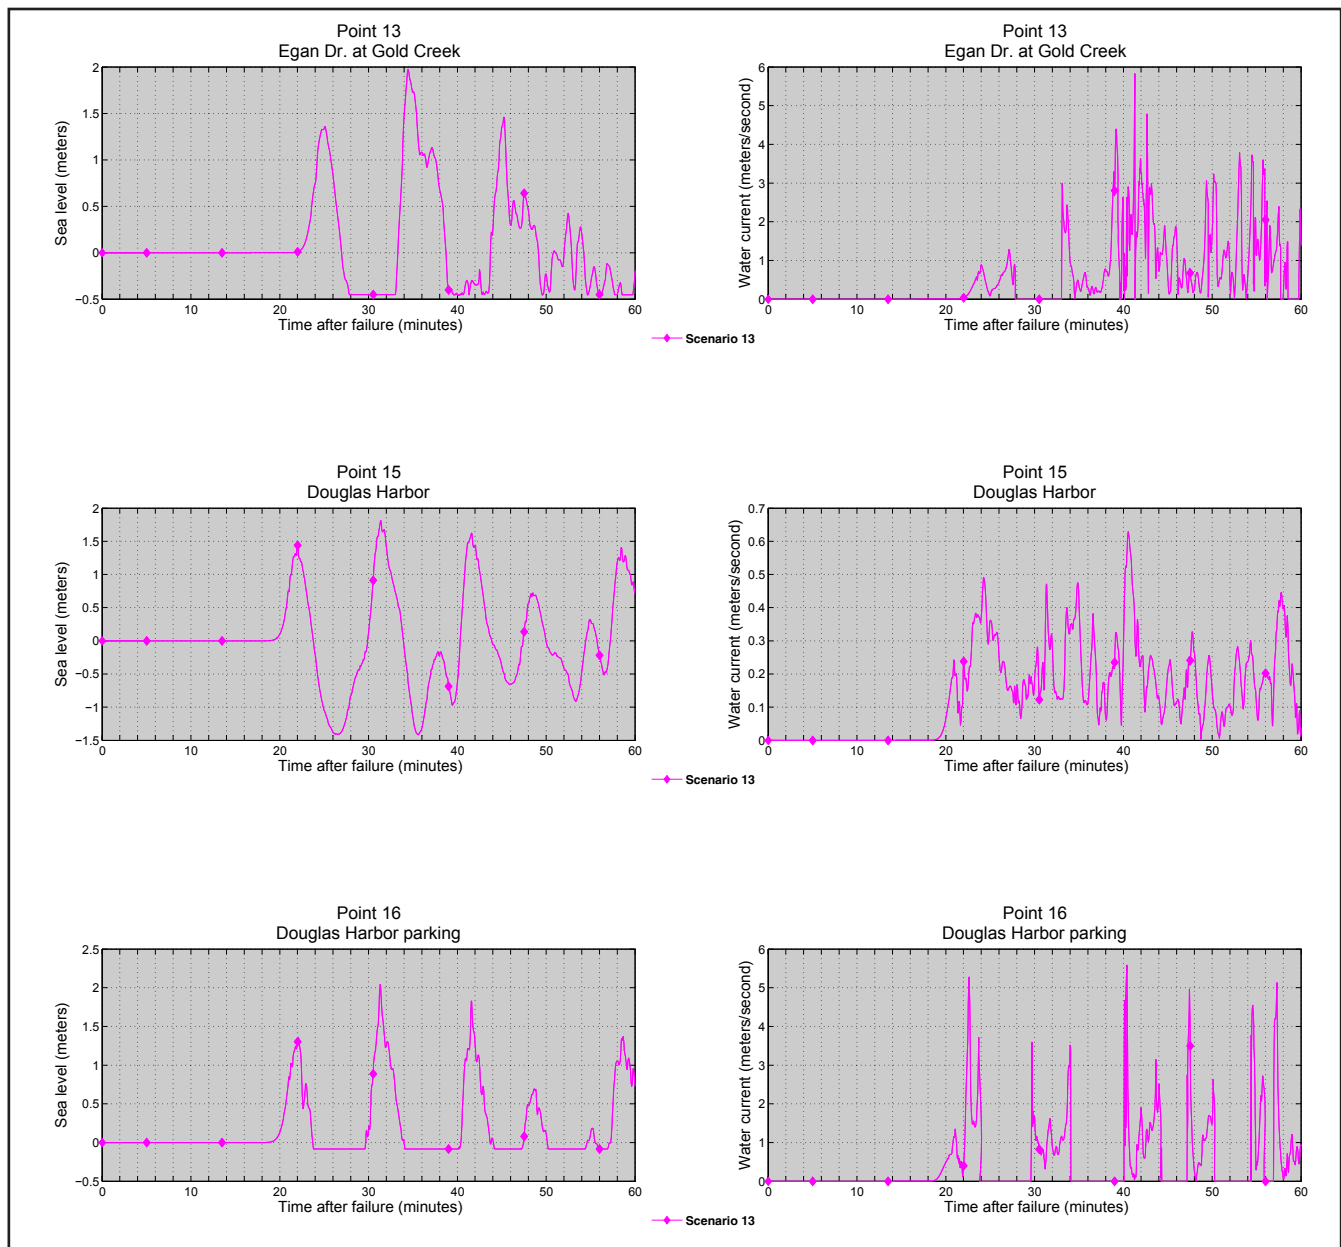 Point 13
Egan Dr. at Gold Creek
Sea level (meters)
2
1.5
1
0.5
0
−0.5
0 10 20 30 40 50 60
Time after failure (minutes)
Point 13
Egan Dr. at Gold Creek
Water current (meters/second)
6
5
4
3
2
1
0
0 10 20 30 40 50 60
Time after failure (minutes)
Scenario 13
Point 15
Douglas Harbor
Sea level (meters)
2
1.5
1
0.5
0
−0.5
−1
−1.5
0 10 20 30 40 50 60
Time after failure (minutes)
Point 15
Douglas Harbor
Water current (meters/second)
0.7
0.6
0.5
0.4
0.3
0.2
0.1
0
0 10 20 30 40 50 60
Time after failure (minutes)
Scenario 13
Point 16
Douglas Harbor parking
Sea level (meters)
2.5
2
1.5
1
0.5
0
−0.5
0 10 20 30 40 50 60
Time after failure (minutes)
Point 16
Douglas Harbor parking
Water current (meters/second)
6
5
4
3
2
1
0
0 10 20 30 40 50 60
Time after failure (minutes)
Scenario 13